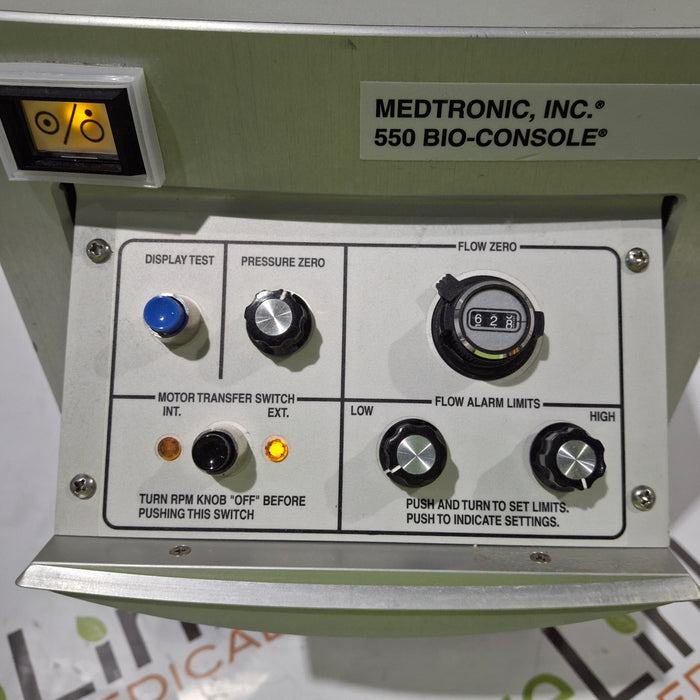 MEDTRONIC, INC.®
550 BIO-CONSOLE®
DISPLAY TEST
PRESSURE ZERO
FLOW ZERO
6 2
MOTOR TRANSFER SWITCH
INT.
EXT.
TURN RPM KNOB "OFF" BEFORE
PUSHING THIS SWITCH
FLOW ALARM LIMITS
LOW
HIGH
PUSH AND TURN TO SET LIMITS.
PUSH TO INDICATE SETTINGS.